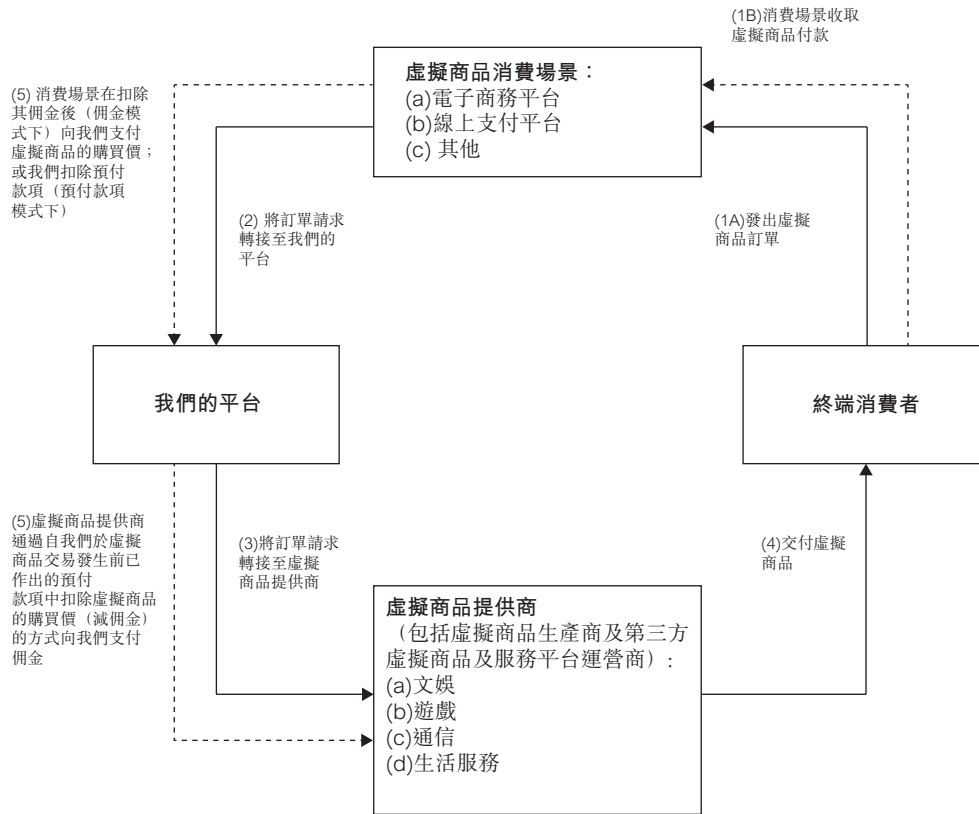 (1B)消費場景收取
虛擬商品付款
虛擬商品消費場景：
(a)電子商務平台
(b)線上支付平台
(c) 其他
(5) 消費場景在扣除
其佣金後（佣金模
式下）向我們支付
虛擬商品的購買價；
或我們扣除預付
款項（預付款項
模式下）
(2) 將訂單請求
轉接至我們的
平台
(1A)發出虛擬
商品訂單
我們的平台
終端消費者
(5)虛擬商品提供商
通過自我們於虛擬
商品交易發生前已
作出的預付
款項中扣除虛擬商品
的購買價（減佣金）
的方式向我們支付
佣金
(3)將訂單請求
轉接至虛擬
商品提供商
(4)交付虛擬
商品
虛擬商品提供商
（包括虛擬商品生產商及第三方
虛擬商品及服務平台運營商）：
(a)文娛
(b)遊戲
(c)通信
(d)生活服務